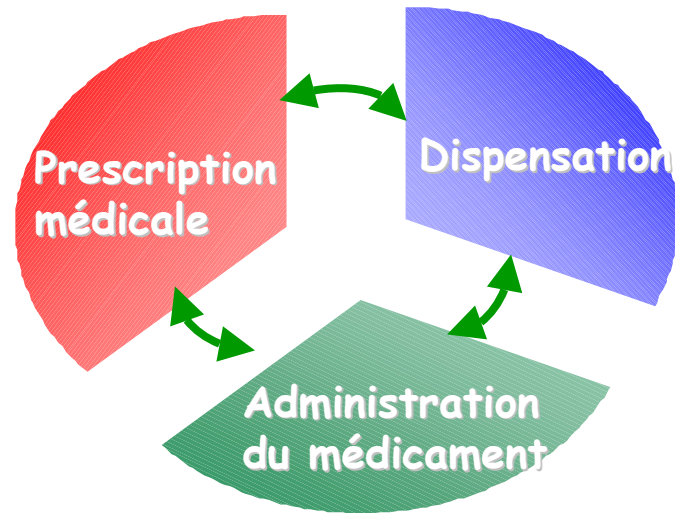 Prescription
médicale
Dispensation
Administration
du médicament